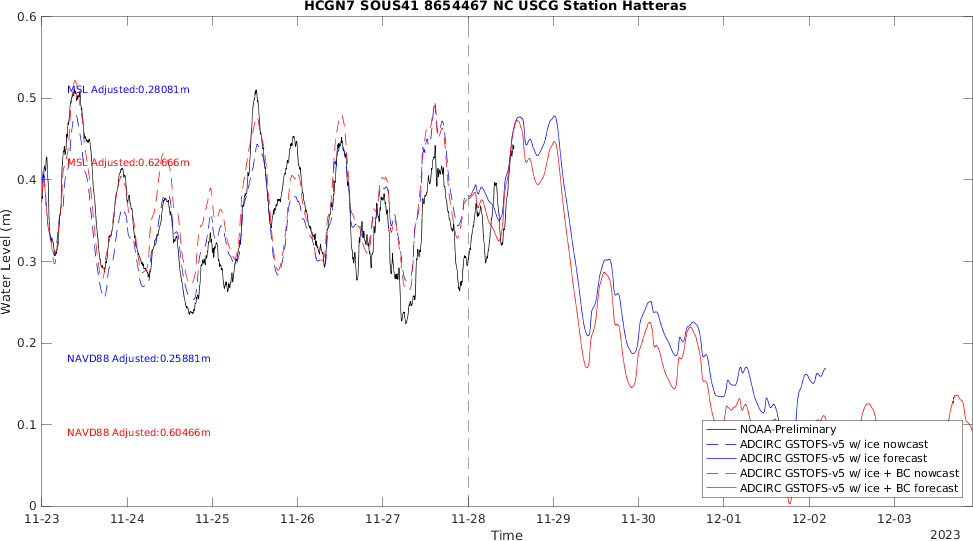 HCGN7 SOUS41 8654467 NC USCG Station Hatteras
0.6
0.5
0.4
0.3
0.2
0.1
0
Water Level (m)
MSL Adjusted:0.28081m
MSL Adjusted:0.62666m
NAVD88 Adjusted:0.25881m
NAVD88 Adjusted:0.60466m
NOAA-Preliminary
ADCIRC GSTOFS-v5 w/ ice nowcast
ADCIRC GSTOFS-v5 w/ ice forecast
ADCIRC GSTOFS-v5 w/ ice + BC nowcast
ADCIRC GSTOFS-v5 w/ ice + BC forecast
11-23 11-24 11-25 11-26 11-27 11-28 11-29 11-30 12-01 12-02 12-03
Time
2023